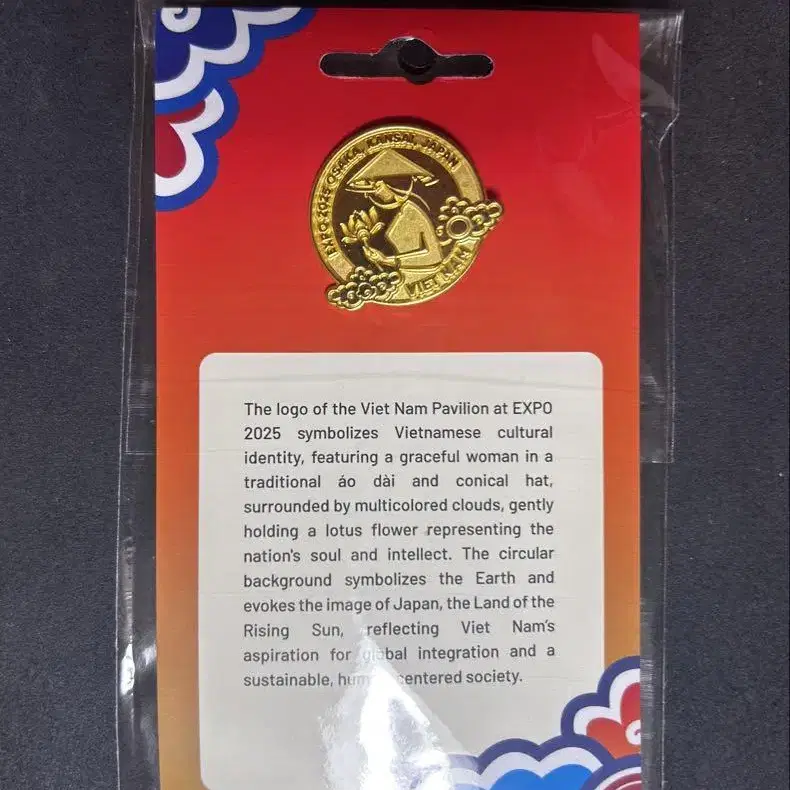 EXPO 2025 OSAKA, KANSAI, JAPAN
VIET NAM
The logo of the Viet Nam Pavilion at EXPO
2025 symbolizes Vietnamese cultural
identity, featuring a graceful woman in a
traditional áo dài and conical hat,
surrounded by multicolored clouds, gently
holding a lotus flower representing the
nation's soul and intellect. The circular
background symbolizes the Earth and
evokes the image of Japan, the Land of the
Rising Sun, reflecting Viet Nam's
aspiration for global integration and a
sustainable, centered society.